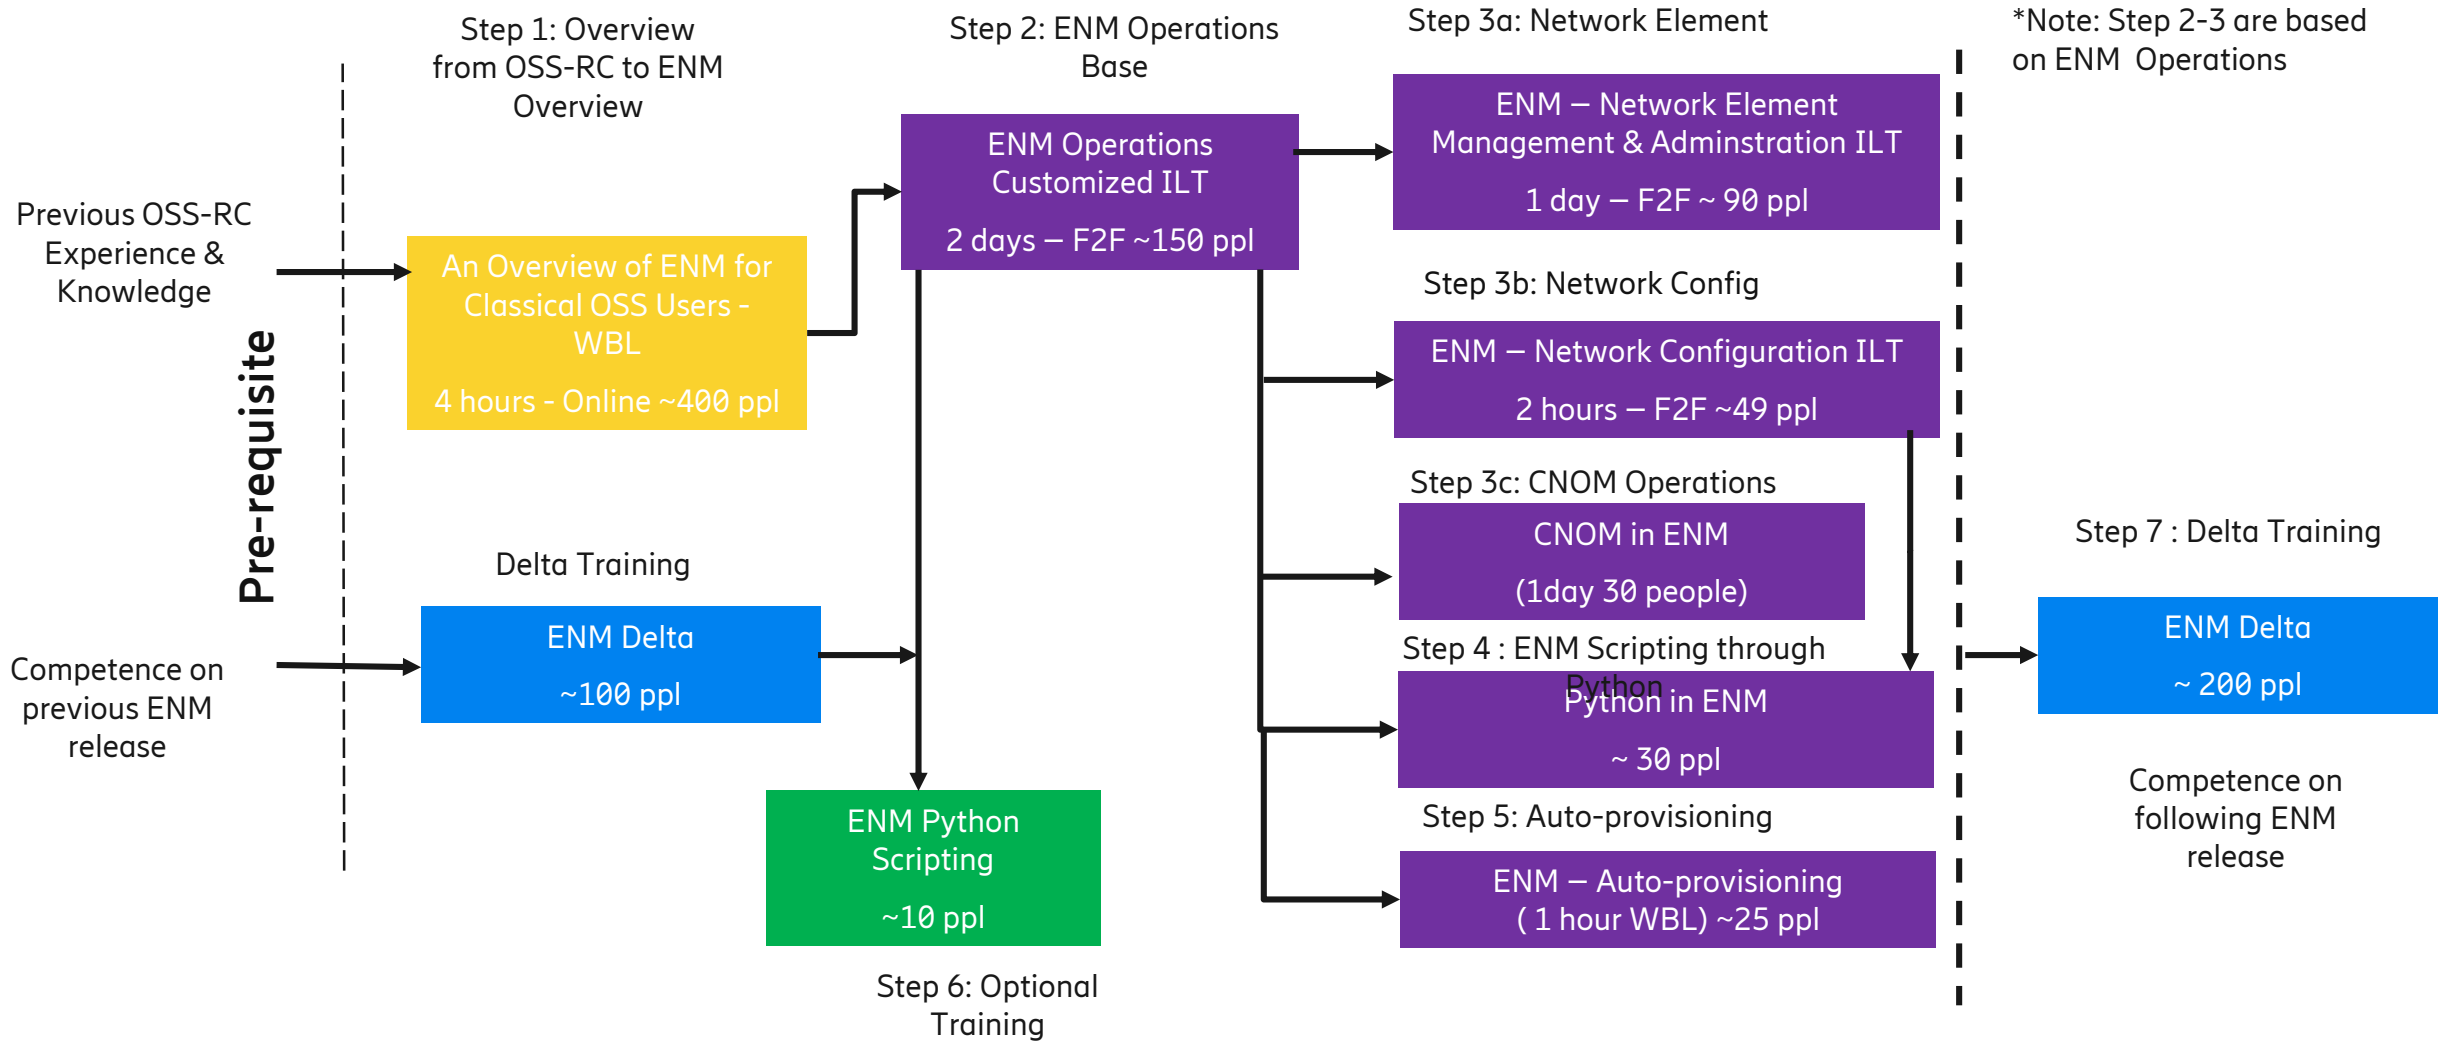 Step 1: Overview
from OSS-RC to ENM
Overview
Step 2: ENM Operations
Base
Step 3a: Network Element
*Note: Step 2-3 are based
on ENM  Operations
ENM – Network Element
Management & Adminstration ILT
1 day – F2F ~ 90 ppl
ENM Operations
Customized ILT
2 days – F2F ~150 ppl
Previous OSS-RC
Experience &
Knowledge
An Overview of ENM for
Classical OSS Users -
WBL
4 hours - Online ~400 ppl
Step 3b: Network Config
ENM – Network Configuration ILT
2 hours – F2F ~49 ppl
Pre-requisite
Step 3c: CNOM Operations
CNOM in ENM
(1day 30 people)
Delta Training
Step 7 : Delta Training
ENM Delta
~100 ppl
Competence on
previous ENM
release
Step 4 : ENM Scripting through
Python
Python in ENM
~ 30 ppl
ENM Delta
~ 200 ppl
Competence on
following ENM
release
ENM Python
Scripting
~10 ppl
Step 5: Auto-provisioning
ENM – Auto-provisioning
( 1 hour WBL) ~25 ppl
Step 6: Optional
Training